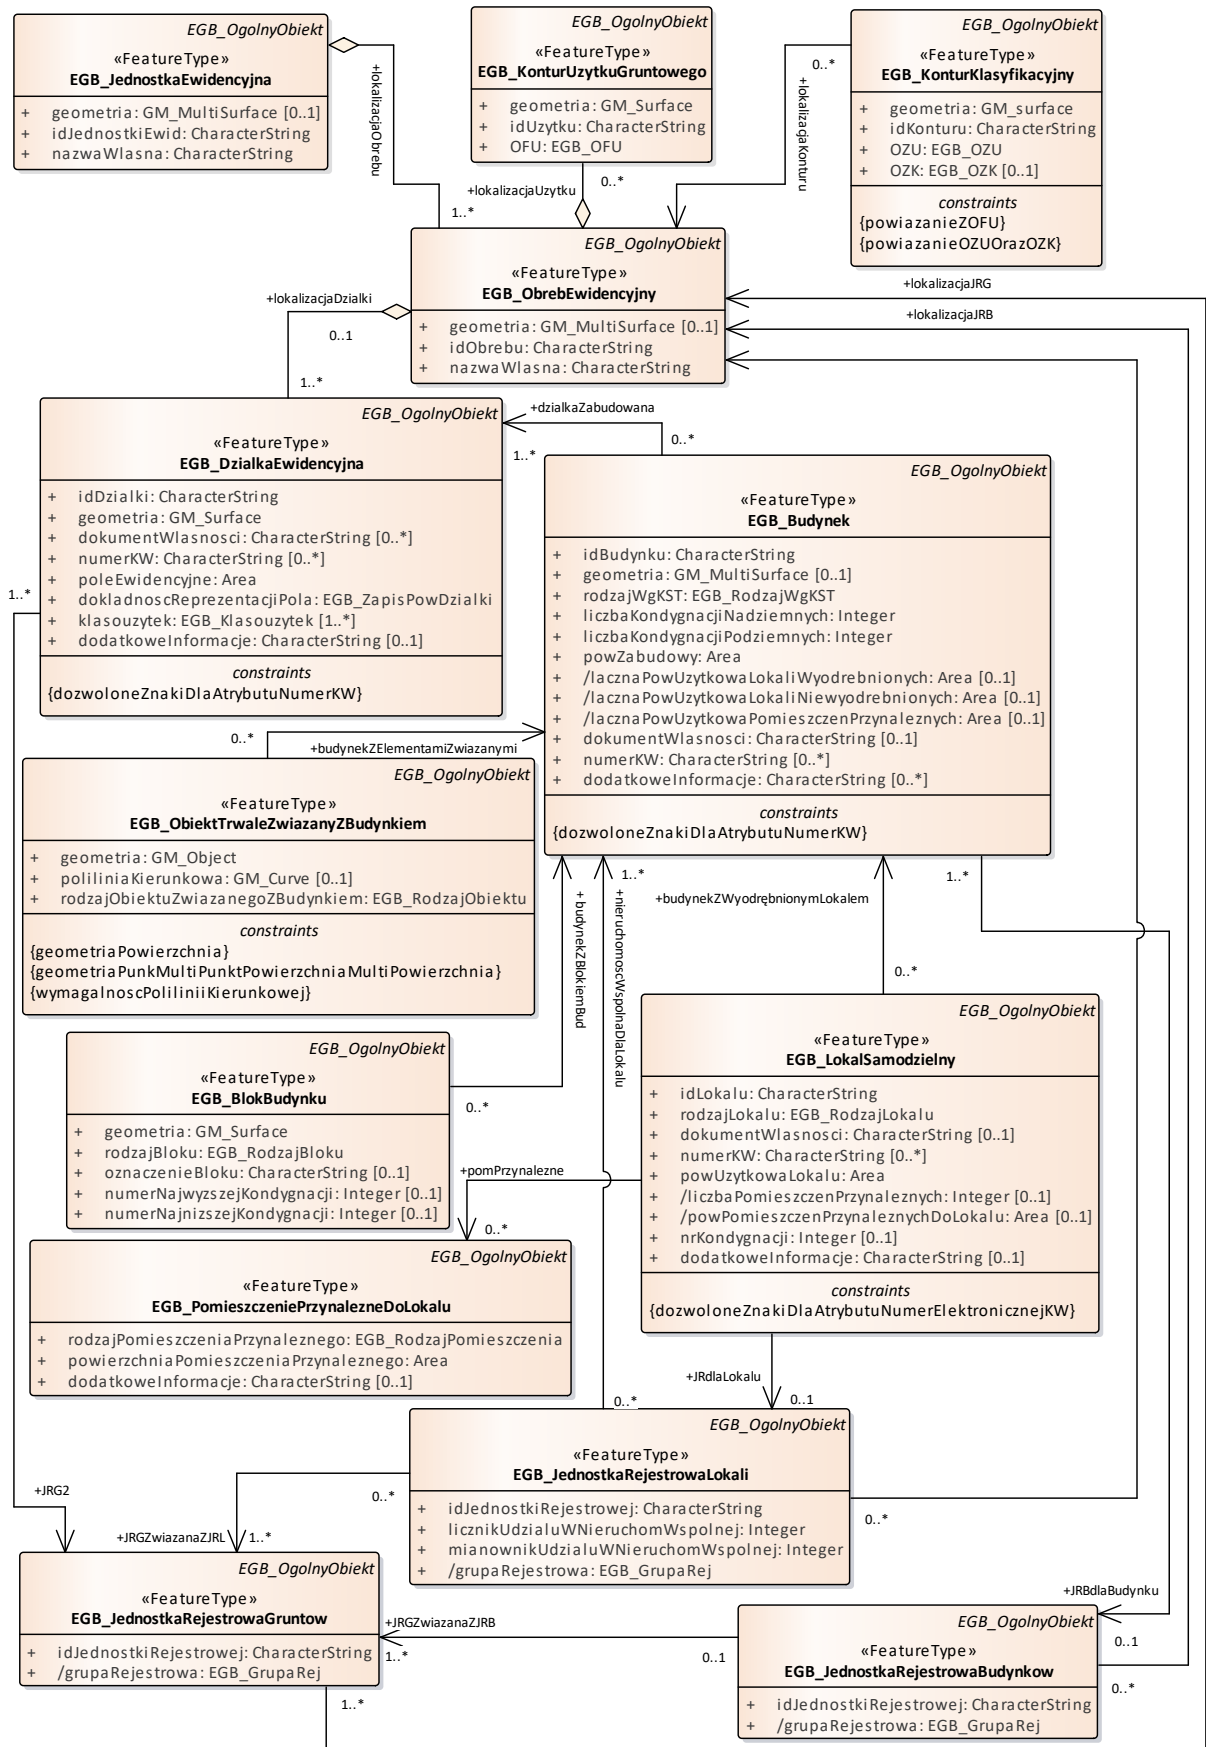 EGB_OgolnyObiekt
«FeatureType»
EGB_JednostkaEwidencyjna
+ geometria: GM_MultiSurface [0..1]
+ idJednostkiEwid: CharacterString
+ nazwaWlasna: CharacterString
+lokalizacjaObrebu
1..*
EGB_OgolnyObiekt
«FeatureType»
EGB_KonturUzytkuGruntowego
+ geometria: GM_Surface
+ idUzytku: CharacterString
+ OFU: EGB_OFU
+lokalizacjaUzytku
0..*
EGB_OgolnyObiekt
«FeatureType»
EGB_KonturKlasyfikacyjny
+ geometria: GM_surface
+ idKonturu: CharacterString
+ OZU: EGB_OZU
+ OZK: EGB_OZK [0..1]
constraints
{powiazanieZOFU}
{powiazanieOZUOrazOZK}
0..*
+lokalizacjaKonturu
EGB_OgolnyObiekt
«FeatureType»
EGB_ObrebEwidencyjny
+ geometria: GM_MultiSurface [0..1]
+ idObrebu: CharacterString
+ nazwaWlasna: CharacterString
+lokalizacjaJRG
+lokalizacjaJRB
+lokalizacjaDzialki
0..1
1..*
EGB_OgolnyObiekt
«FeatureType»
EGB_DzialkaEwidencyjna
+ idDzialki: CharacterString
+ geometria: GM_Surface
+ dokumentWlasnosci: CharacterString [0..*]
+ numerKW: CharacterString [0..*]
+ poleEwidencyjne: Area
+ dokladnoscReprezentacjiPola: EGB_ZapisPowDzialki
+ klasouzytek: EGB_Klasouzytek [1..*]
+ dodatkoweInformacje: CharacterString [0..1]
constraints
{dozwoloneZnakiDlaAtrybutuNumerKW}
1..*
+dzialkaZabudowana
1..*
0..*
EGB_OgolnyObiekt
«FeatureType»
EGB_Budynek
+ idBudynku: CharacterString
+ geometria: GM_MultiSurface [0..1]
+ rodzajWgKST: EGB_RodzajWgKST
+ liczbaKondygnacjiNadziemnych: Integer
+ liczbaKondygnacjiPodziemnych: Integer
+ powZabudowy: Area
+ /lacznaPowUzytkowaLokaliWyodrebnionych: Area [0..1]
+ /lacznaPowUzytkowaLokaliNiewyodrebnionych: Area [0..1]
+ /lacznaPowUzytkowaPomieszczenPrzynaleznych: Area [0..1]
+ dokumentWlasnosci: CharacterString [0..1]
+ numerKW: CharacterString [0..*]
+ dodatkoweInformacje: CharacterString [0..*]
constraints
{dozwoloneZnakiDlaAtrybutuNumerKW}
0..*
+budynekZElementamiZwiazanymi
EGB_OgolnyObiekt
«FeatureType»
EGB_ObiektTrwaleZwiazanyZBudynkiem
+ geometria: GM_Object
+ poliliniaKierunkowa: GM_Curve [0..1]
+ rodzajObiektuZwiazanegoZBudynkiem: EGB_RodzajObiektu
constraints
{geometriaPowierzchnia}
{geometriaPunkMultiPunktPowierzchniaMultiPowierzchnia}
{wymagalnoscPoliliniiKierunkowej}
+ budynekZBlokiemBud
1..*
+nieruchomoscWspolnaDlaLokalu
+budynekZWyodrębnionymLokalem
1..*
0..*
EGB_OgolnyObiekt
«FeatureType»
EGB_BlokBudynku
+ geometria: GM_Surface
+ rodzajBloku: EGB_RodzajBloku
+ oznaczenieBloku: CharacterString [0..1]
+ numerNajwyzszejKondygnacji: Integer [0..1]
+ numerNajnizszejKondygnacji: Integer [0..1]
0..*
EGB_OgolnyObiekt
«FeatureType»
EGB_LokalSamodzielny
+ idLokalu: CharacterString
+ rodzajLokalu: EGB_RodzajLokalu
+ dokumentWlasnosci: CharacterString [0..1]
+ numerKW: CharacterString [0..*]
+ powUzytkowaLokalu: Area
+ /liczbaPomieszczenPrzynaleznych: Integer [0..1]
+ /powPomieszczenPrzynaleznychDoLokalu: Area [0..1]
+ nrKondygnacji: Integer [0..1]
+ dodatkoweInformacje: CharacterString [0..1]
constraints
{dozwoloneZnakiDlaAtrybutuNumerElektronicznejKW}
+pomPrzynalezne
0..*
EGB_OgolnyObiekt
«FeatureType»
EGB_PomieszczeniePrzynalezneDoLokalu
+ rodzajPomieszczeniaPrzynaleznego: EGB_RodzajPomieszczenia
+ powierzchniaPomieszczeniaPrzynaleznego: Area
+ dodatkoweInformacje: CharacterString [0..1]
+JRdlaLokalu
0..1
0..*
EGB_OgolnyObiekt
«FeatureType»
EGB_JednostkaRejestrowaLokali
+ idJednostkiRejestrowej: CharacterString
+ licznikUdzialuWNieruchomWspolnej: Integer
+ mianownikUdzialuWNieruchomWspolnej: Integer
+ /grupaRejestrowa: EGB_GrupaRej
0..*
0..*
+JRG2
+JRGZwiazanaZJRL
1..*
EGB_OgolnyObiekt
«FeatureType»
EGB_JednostkaRejestrowaGruntow
+ idJednostkiRejestrowej: CharacterString
+ /grupaRejestrowa: EGB_GrupaRej
1..*
+JRGZwiazanaZJRB
1..*
0..1
+JRBdlaBudynku
0..1
0..*
EGB_OgolnyObiekt
«FeatureType»
EGB_JednostkaRejestrowaBudynkow
+ idJednostkiRejestrowej: CharacterString
+ /grupaRejestrowa: EGB_GrupaRej